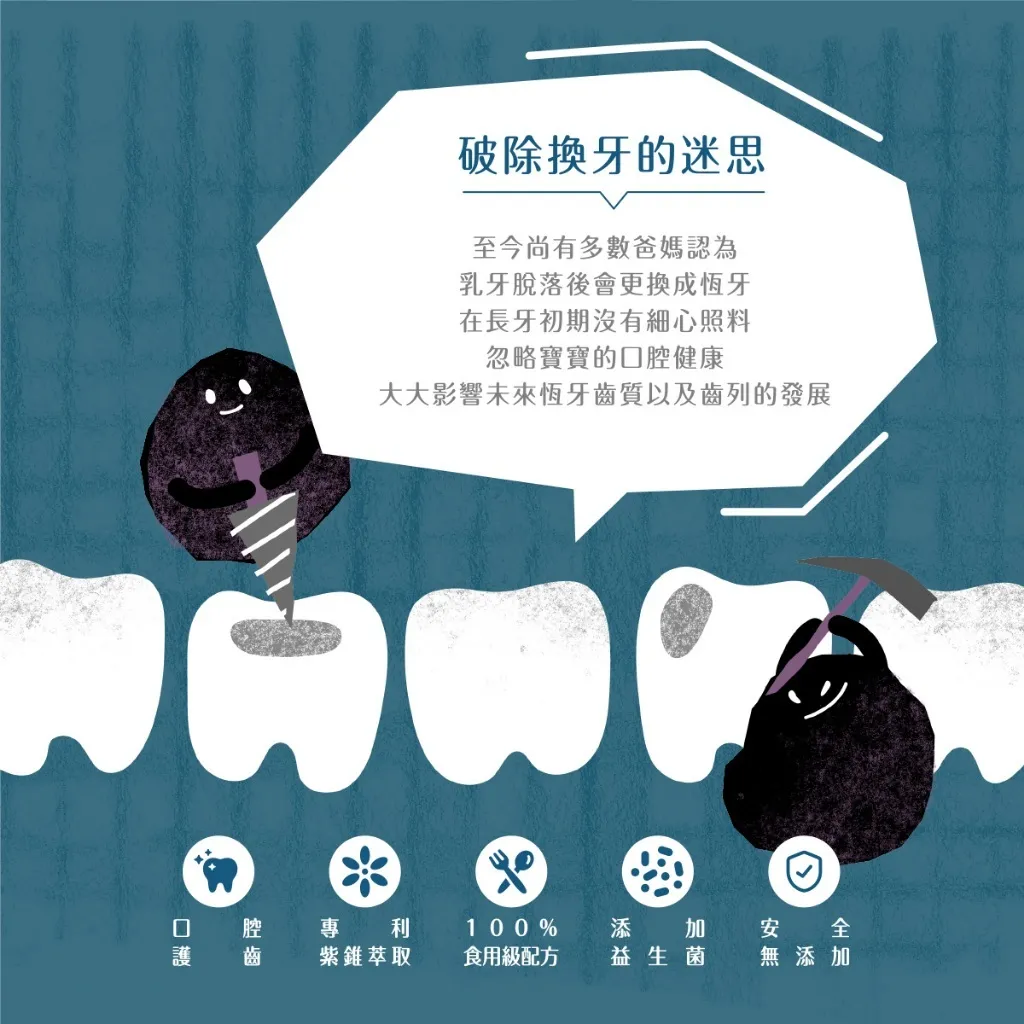 破除換牙的迷思
至今尚有多數爸媽認為
乳牙脫落後會更換成恆牙
在長牙初期沒有細心照料
忽略寶寶的口腔健康
大大影響未來恆牙齒質以及齒列的發展
口腔
護齒
專利
紫錐萃取
100%
食用級配方
添加
益生菌
安全
無添加